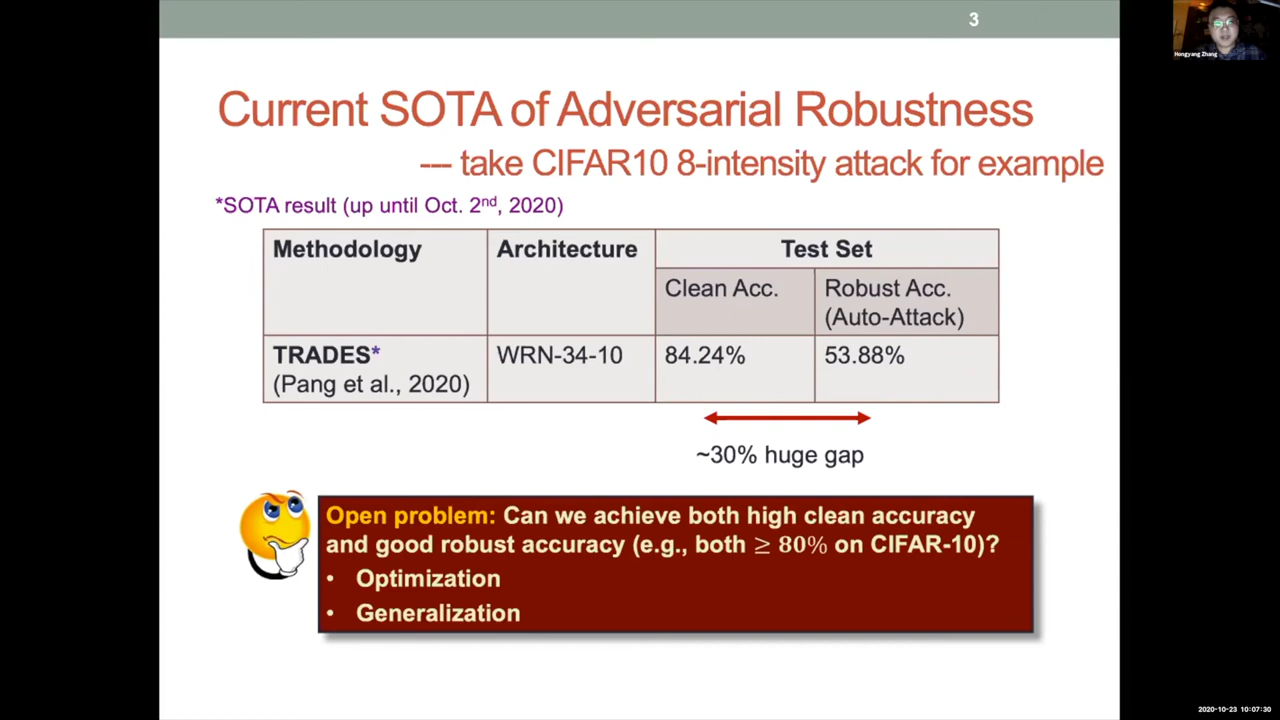 3
Hongyang Zhang
Current SOTA of Adversarial Robustness
--- take CIFAR10 8-intensity attack for example
*SOTA result (up until Oct. 2nd, 2020)
Methodology Architecture Test Set
Clean Acc. Robust Acc.
(Auto-Attack)
TRADES* WRN-34-10 84.24% 53.88%
(Pang et al., 2020)
~30% huge gap
Open problem: Can we achieve both high clean accuracy
and good robust accuracy (e.g., both ≥ 80% on CIFAR-10)?
• Optimization
• Generalization
2020-10-23 10:07:30